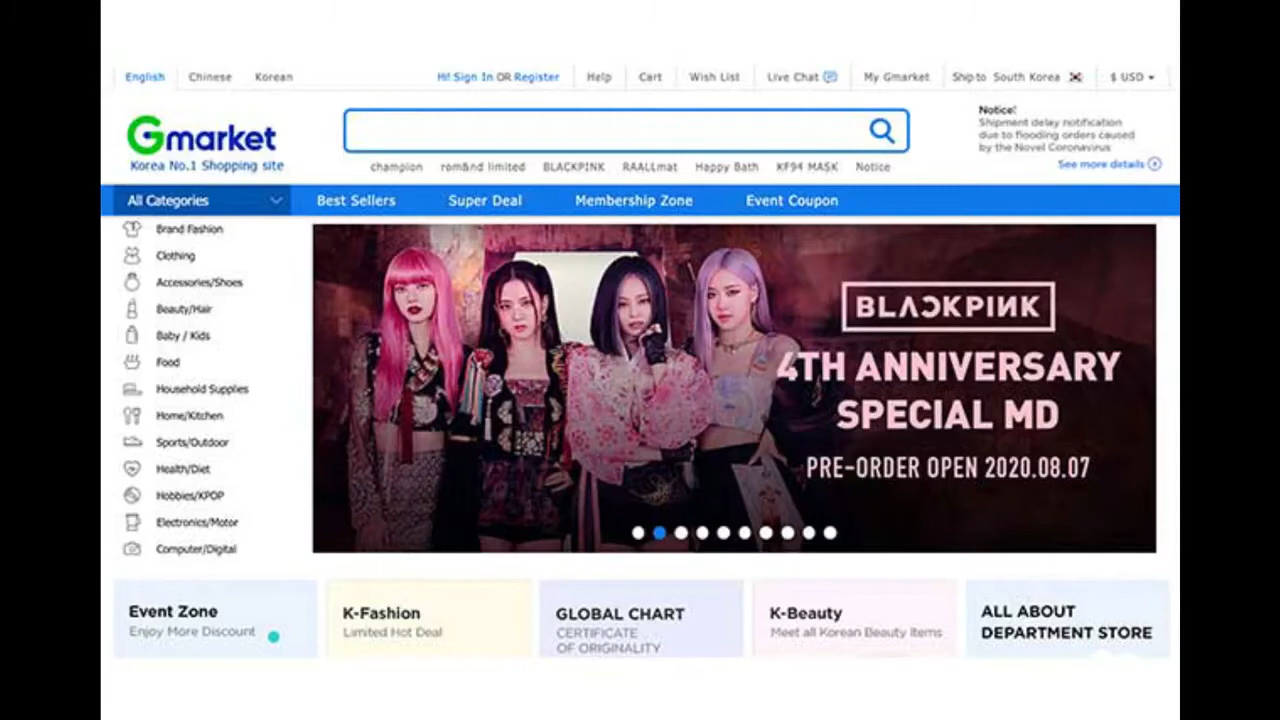 English Chinese Korean Hi! Sign In OR Register Help Cart Wish List Live Chat My Gmarket Ship to South Korea $ USD
Gmarket
Korea No.1 Shopping site
champion rom&nd limited BLACKPINK RAALLmat Happy Bath KF94 MASK Notice
Notice!
Shipment delay notification
due to flooding orders caused
by the Novel Coronavirus
See more details
All Categories Best Sellers Super Deal Membership Zone Event Coupon
Brand Fashion
Clothing
Accessories/Shoes
Beauty/Hair
Baby / Kids
Food
Household Supplies
Home/Kitchen
Sports/Outdoor
Health/Diet
Hobbies/KPOP
Electronics/Motor
Computer/Digital
BLACKPINK
4TH ANNIVERSARY
SPECIAL MD
PRE-ORDER OPEN 2020.08.07
Event Zone
Enjoy More Discount
K-Fashion
Limited Hot Deal
GLOBAL CHART
CERTIFICATE
OF ORIGINALITY
K-Beauty
Meet all Korean Beauty Items
ALL ABOUT
DEPARTMENT STORE